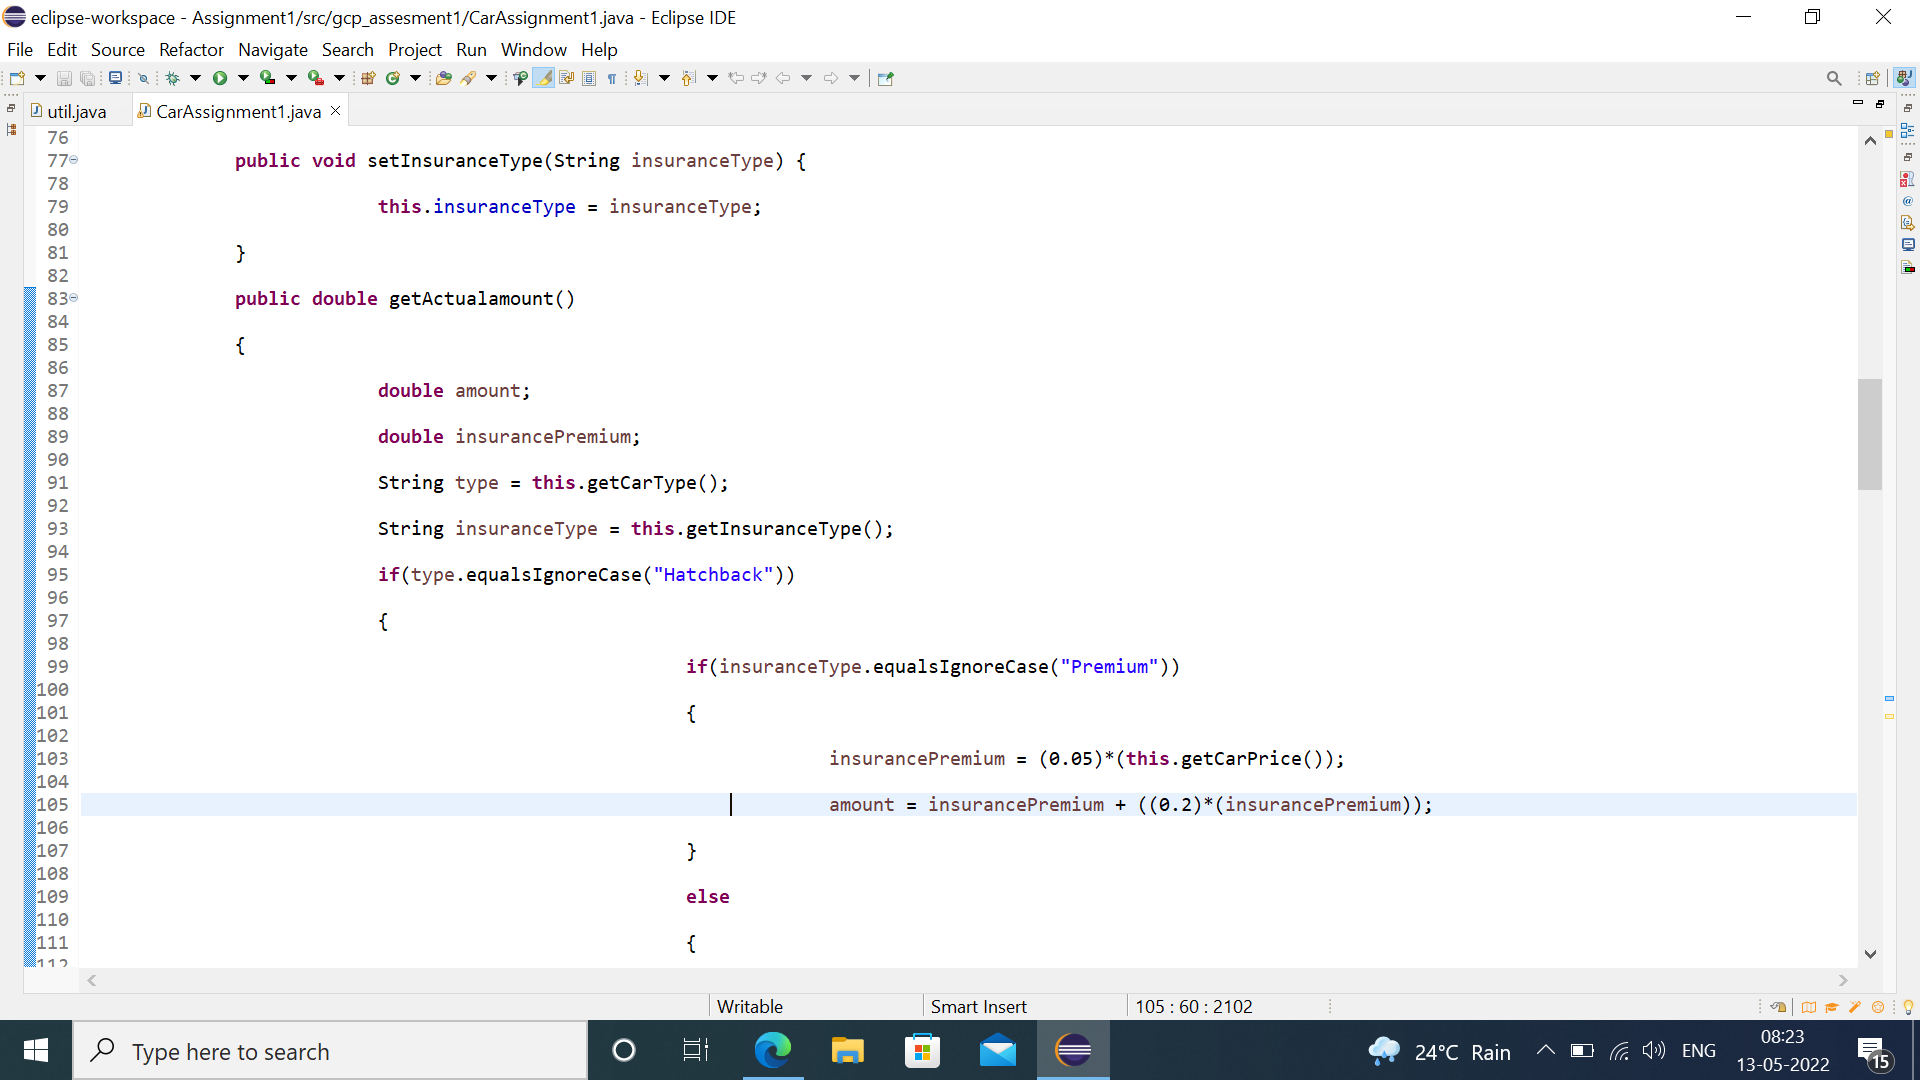 eclipse-workspace - Assignment1/src/gcp_assesment1/CarAssignment1.java - Eclipse IDE
File Edit Source Refactor Navigate Search Project Run Window Help
util.java CarAssignment1.java
76
77 public void setInsuranceType(String insuranceType) {
78
79 this.insuranceType = insuranceType;
80
81 }
82
83 public double getActualamount()
84
85 {
86
87 double amount;
88
89 double insurancePremium;
90
91 String type = this.getCarType();
92
93 String insuranceType = this.getInsuranceType();
94
95 if(type.equalsIgnoreCase("Hatchback"))
96
97 {
98
99 if(insuranceType.equalsIgnoreCase("Premium"))
100
101 {
102
103 insurancePremium = (0.05)*(this.getCarPrice());
104
105 amount = insurancePremium + ((0.2)*(insurancePremium));
106
107 }
108
109 else
110
111 {
112
Writable Smart Insert 105 : 60 : 2102
Type here to search 24°C Rain ENG 08:23
13-05-2022 15